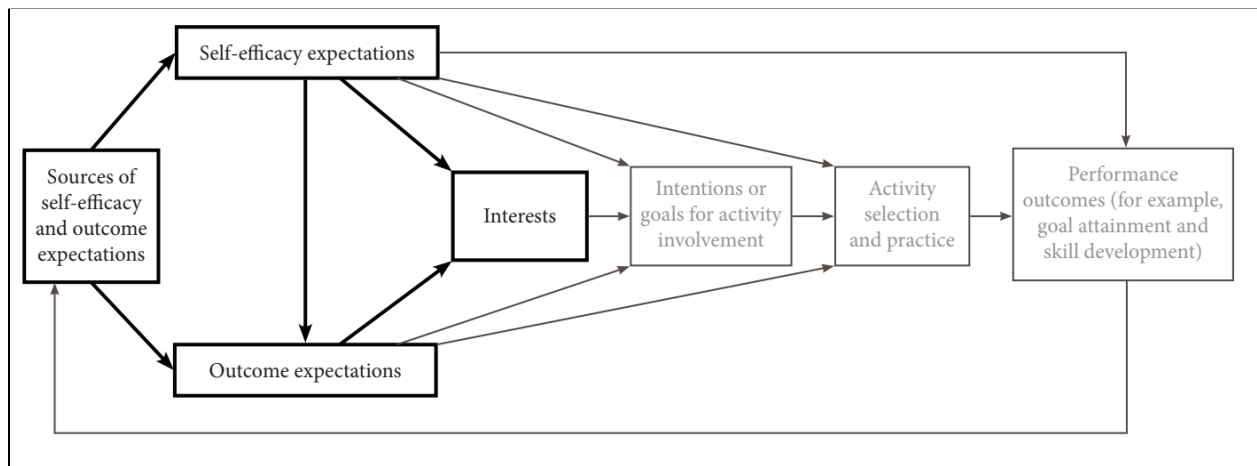 Self-efficacy expectations
Sources of
self-efficacy
and outcome
expectations
Interests
Intentions or
goals for activity
involvement
Activity
selection
and practice
Performance
outcomes (for example,
goal attainment and
skill development)
Outcome expectations